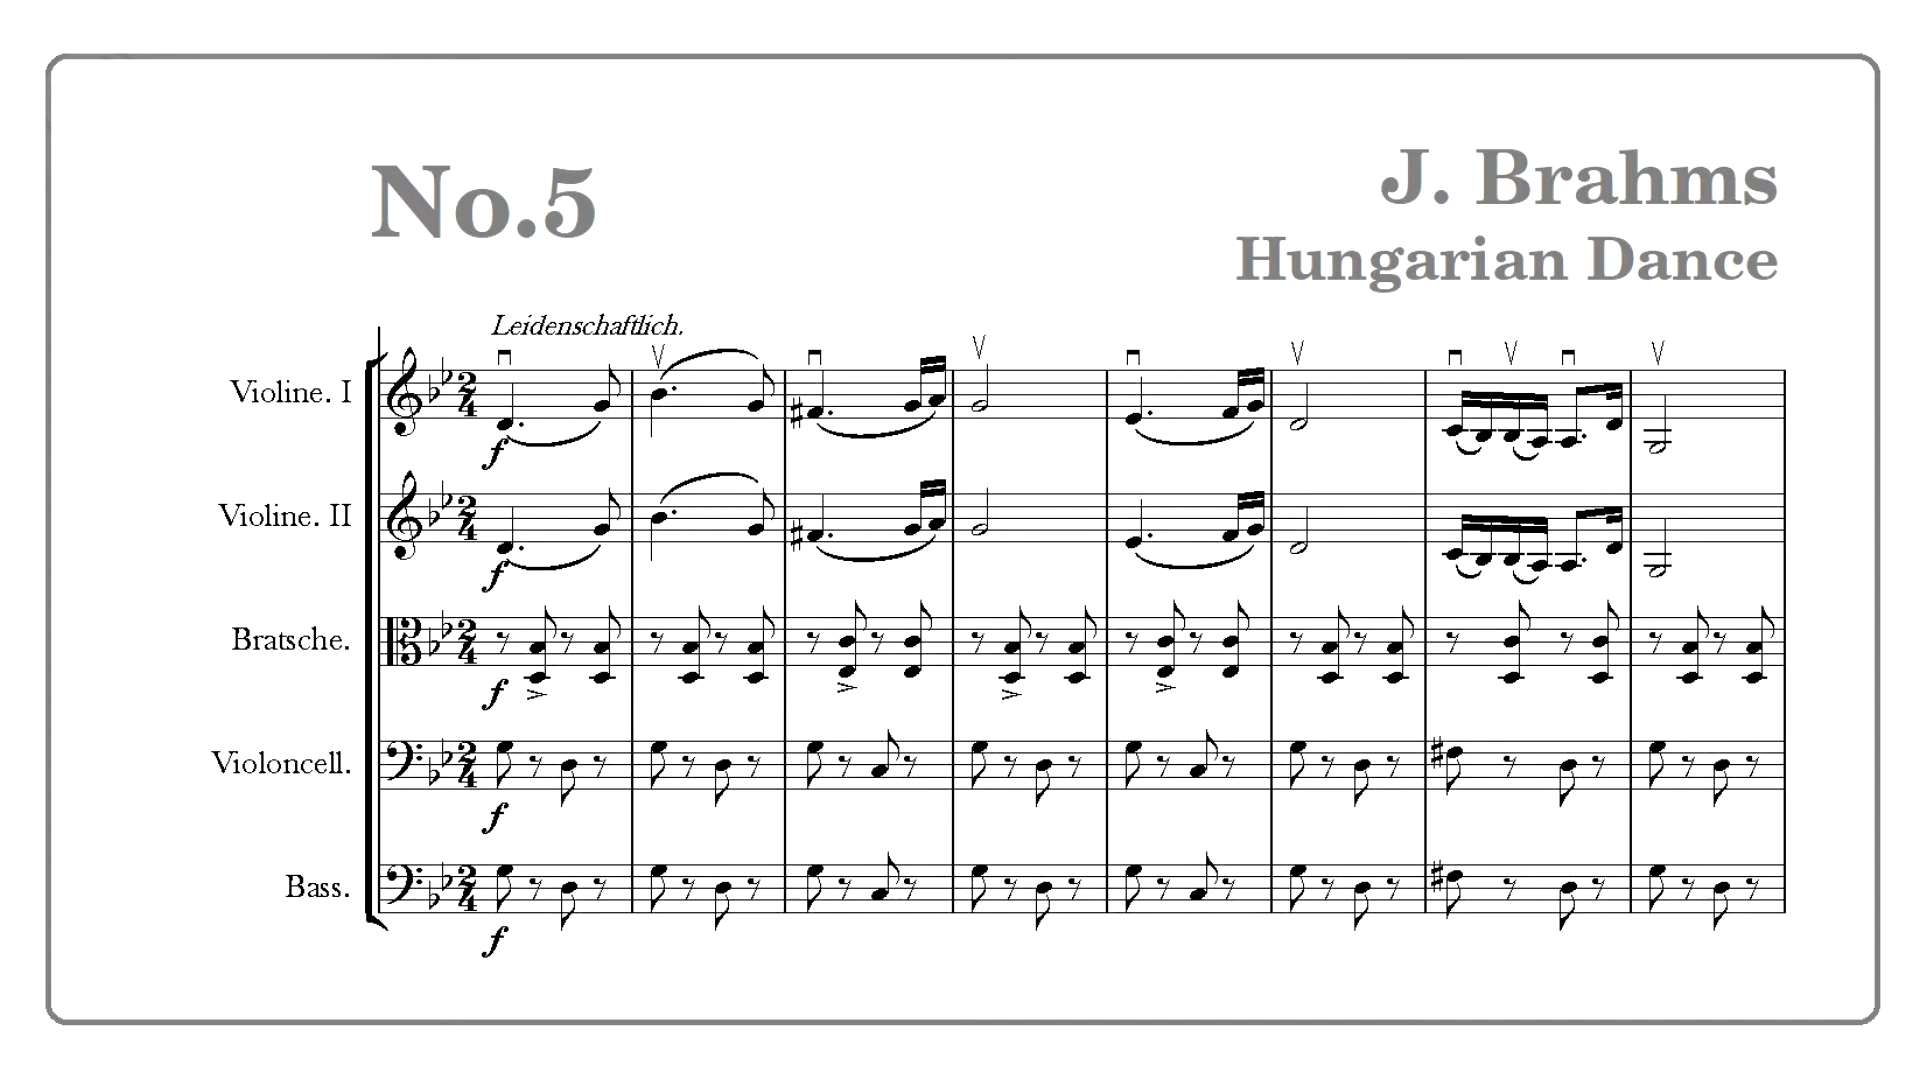 No.5
J. Brahms
Hungarian Dance
Leidenschaftlich.
Violine. I
f
Violine. II
f
Bratsche.
f
Violoncell.
f
Bass.
f